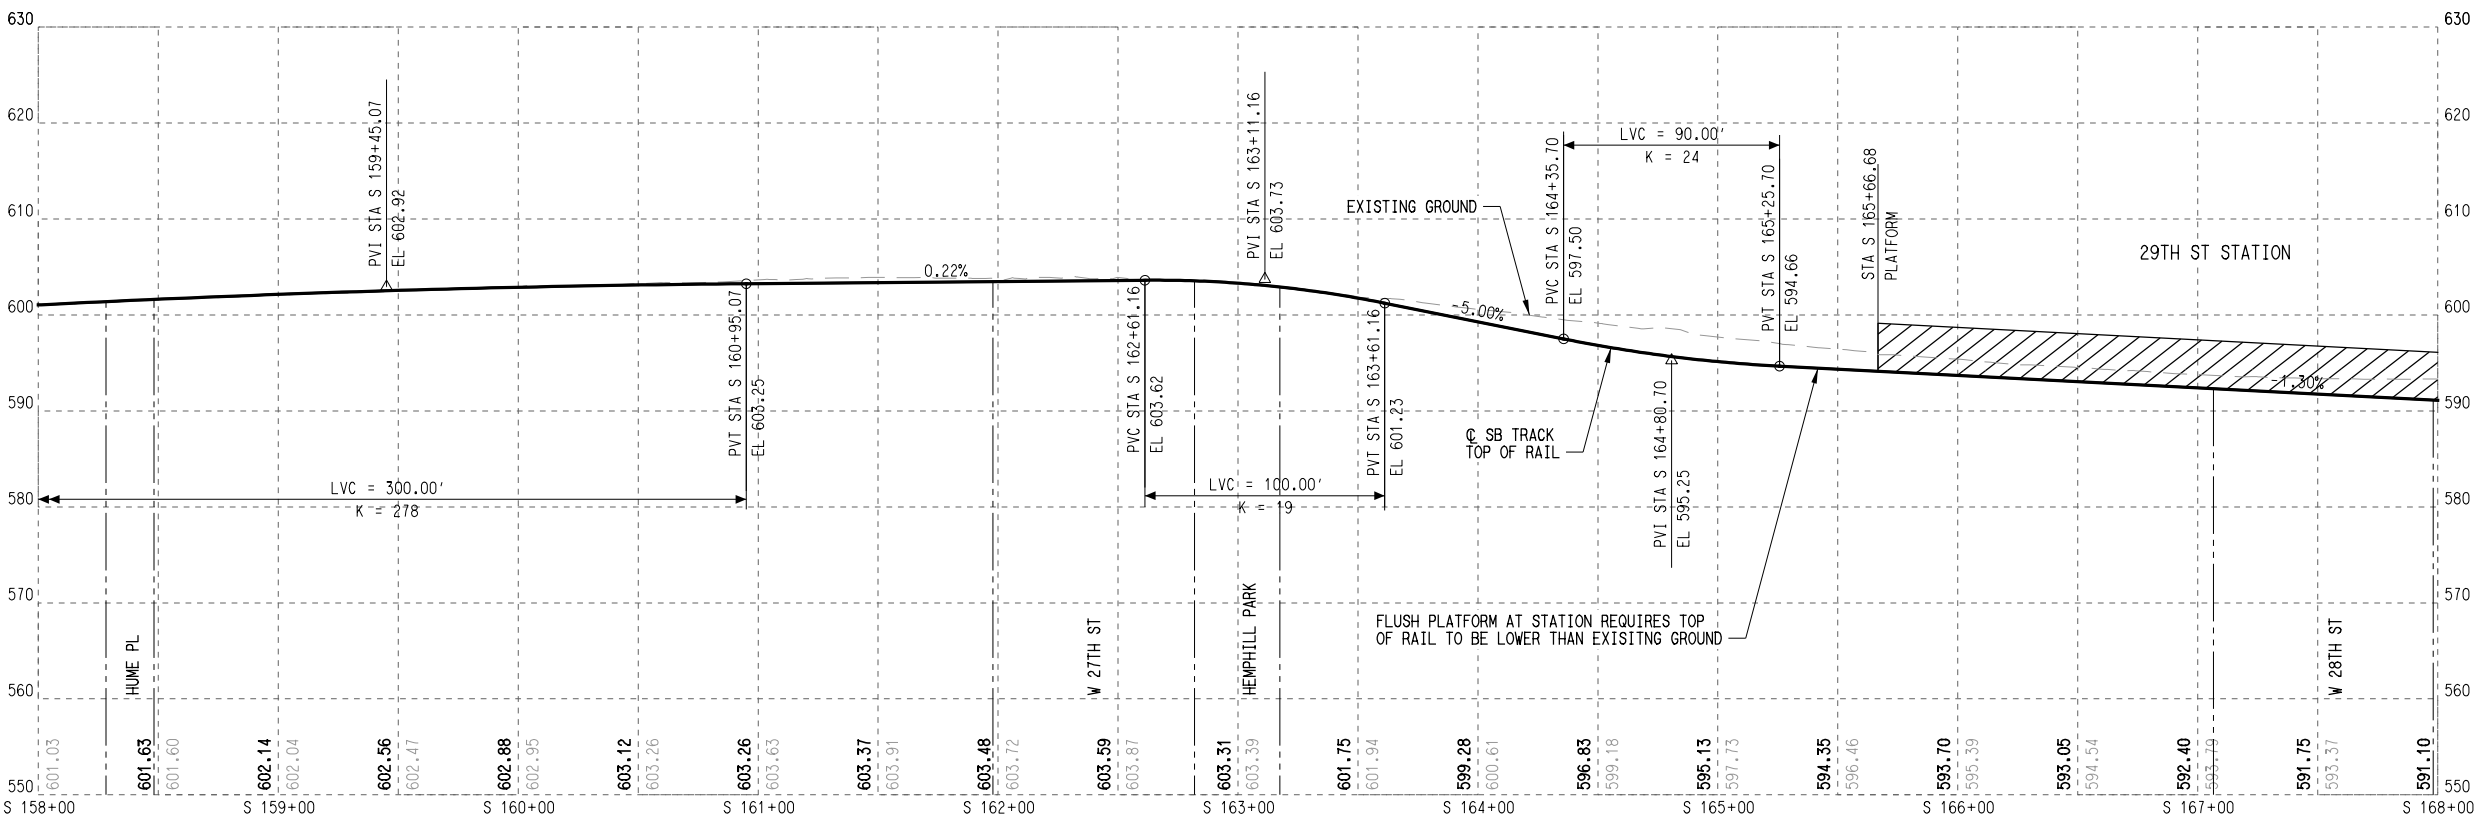 630
630
620
620
610
610
600
600
590
590
580
580
570
570
560
560
550
550
PVI STA S 159+45.07
EL 602.92
PVT STA S 160+95.07
EL 603.25
LVC = 300.00'
K = 278
0.22%
PVC STA S 162+61.16
EL 603.62
PVI STA S 163+11.16
EL 603.73
LVC = 100.00'
K = 19
PVT STA S 163+61.16
EL 601.23
EXISTING GROUND
-5.00%
PVC STA S 164+35.70
EL 597.50
LVC = 90.00'
K = 24
PVI STA S 164+80.70
EL 595.25
PVT STA S 165+25.70
EL 594.66
STA S 165+66.68
PLATFORM
29TH ST STATION
-1.30%
℄ SB TRACK
TOP OF RAIL
FLUSH PLATFORM AT STATION REQUIRES TOP
OF RAIL TO BE LOWER THAN EXISITNG GROUND
HUME PL
W 27TH ST
HEMPHILL PARK
W 28TH ST
601.03
601.63
601.60
602.14
602.04
602.56
602.47
602.88
602.95
603.12
603.26
603.26
603.63
603.37
603.91
603.48
603.72
603.59
603.87
603.31
603.39
601.75
601.94
599.28
600.61
596.83
599.18
595.13
597.73
594.35
596.46
593.70
595.39
593.05
594.54
592.40
593.79
591.75
593.37
591.10
S 158+00
S 159+00
S 160+00
S 161+00
S 162+00
S 163+00
S 164+00
S 165+00
S 166+00
S 167+00
S 168+00